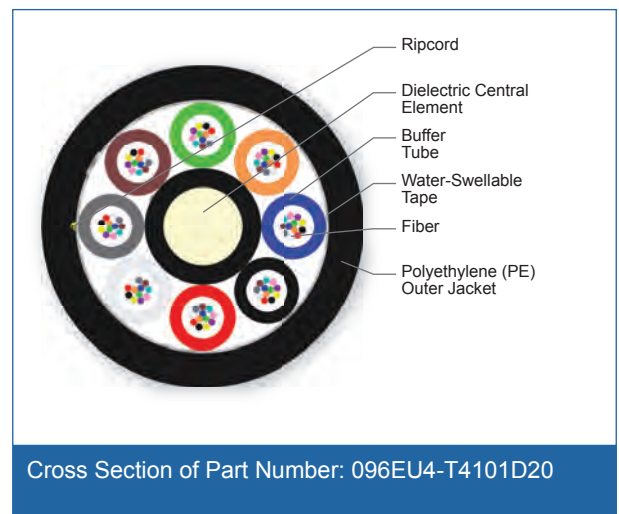 Ripcord
Dielectric Central
Element
Buffer
Tube
Water-Swellable
Tape
Fiber
Polyethylene (PE)
Outer Jacket
Cross Section of Part Number: 096EU4-T4101D20